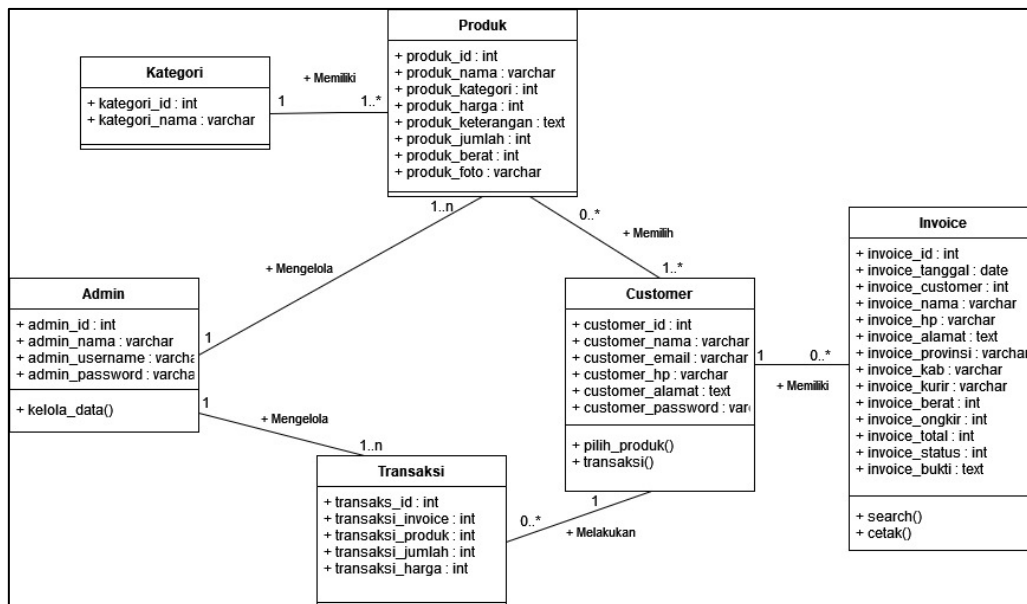 Produk
+ produk_id : int
+ produk_nama : varchar
+ produk_kategori : int
+ produk_harga : int
+ produk_keterangan : text
+ produk_jumlah : int
+ produk_berat : int
+ produk_foto : varchar
Kategori
+ kategori_id : int
+ kategori_nama : varchar
+ Memiliki
1
1..*
1..n
+ Mengelola
1
0..*
+ Memilih
1..*
Admin
+ admin_id : int
+ admin_nama : varchar
+ admin_username : varcha
+ admin_password : varcha
+ kelola_data()
1
+ Mengelola
1..n
Transaksi
+ transaks_id : int
+ transaksi_invoice : int
+ transaksi_produk : int
+ transaksi_jumlah : int
+ transaksi_harga : int
Customer
+ customer_id : int
+ customer_nama : varchar
+ customer_email : varchar
+ customer_hp : varchar
+ customer_alamat : text
+ customer_password : varc
+ pilih_produk()
+ transaksi()
1
0..*
+ Melakukan
1
0..*
+ Memiliki
Invoice
+ invoice_id : int
+ invoice_tanggal : date
+ invoice_customer : int
+ invoice_nama : varchar
+ invoice_hp : varchar
+ invoice_alamat : text
+ invoice_provinsi : varchar
+ invoice_kab : varchar
+ invoice_kurir : varchar
+ invoice_berat : int
+ invoice_ongkir : int
+ invoice_total : int
+ invoice_status : int
+ invoice_bukti : text
+ search()
+ cetak()